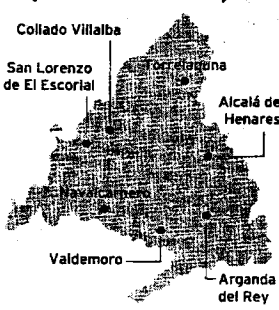 Collado Villalba
Torrelaguna
San Lorenzo
de El Escorial
Alcalá de
Henares
Navalcarnero
Valdemoro
Arganda
del Rey